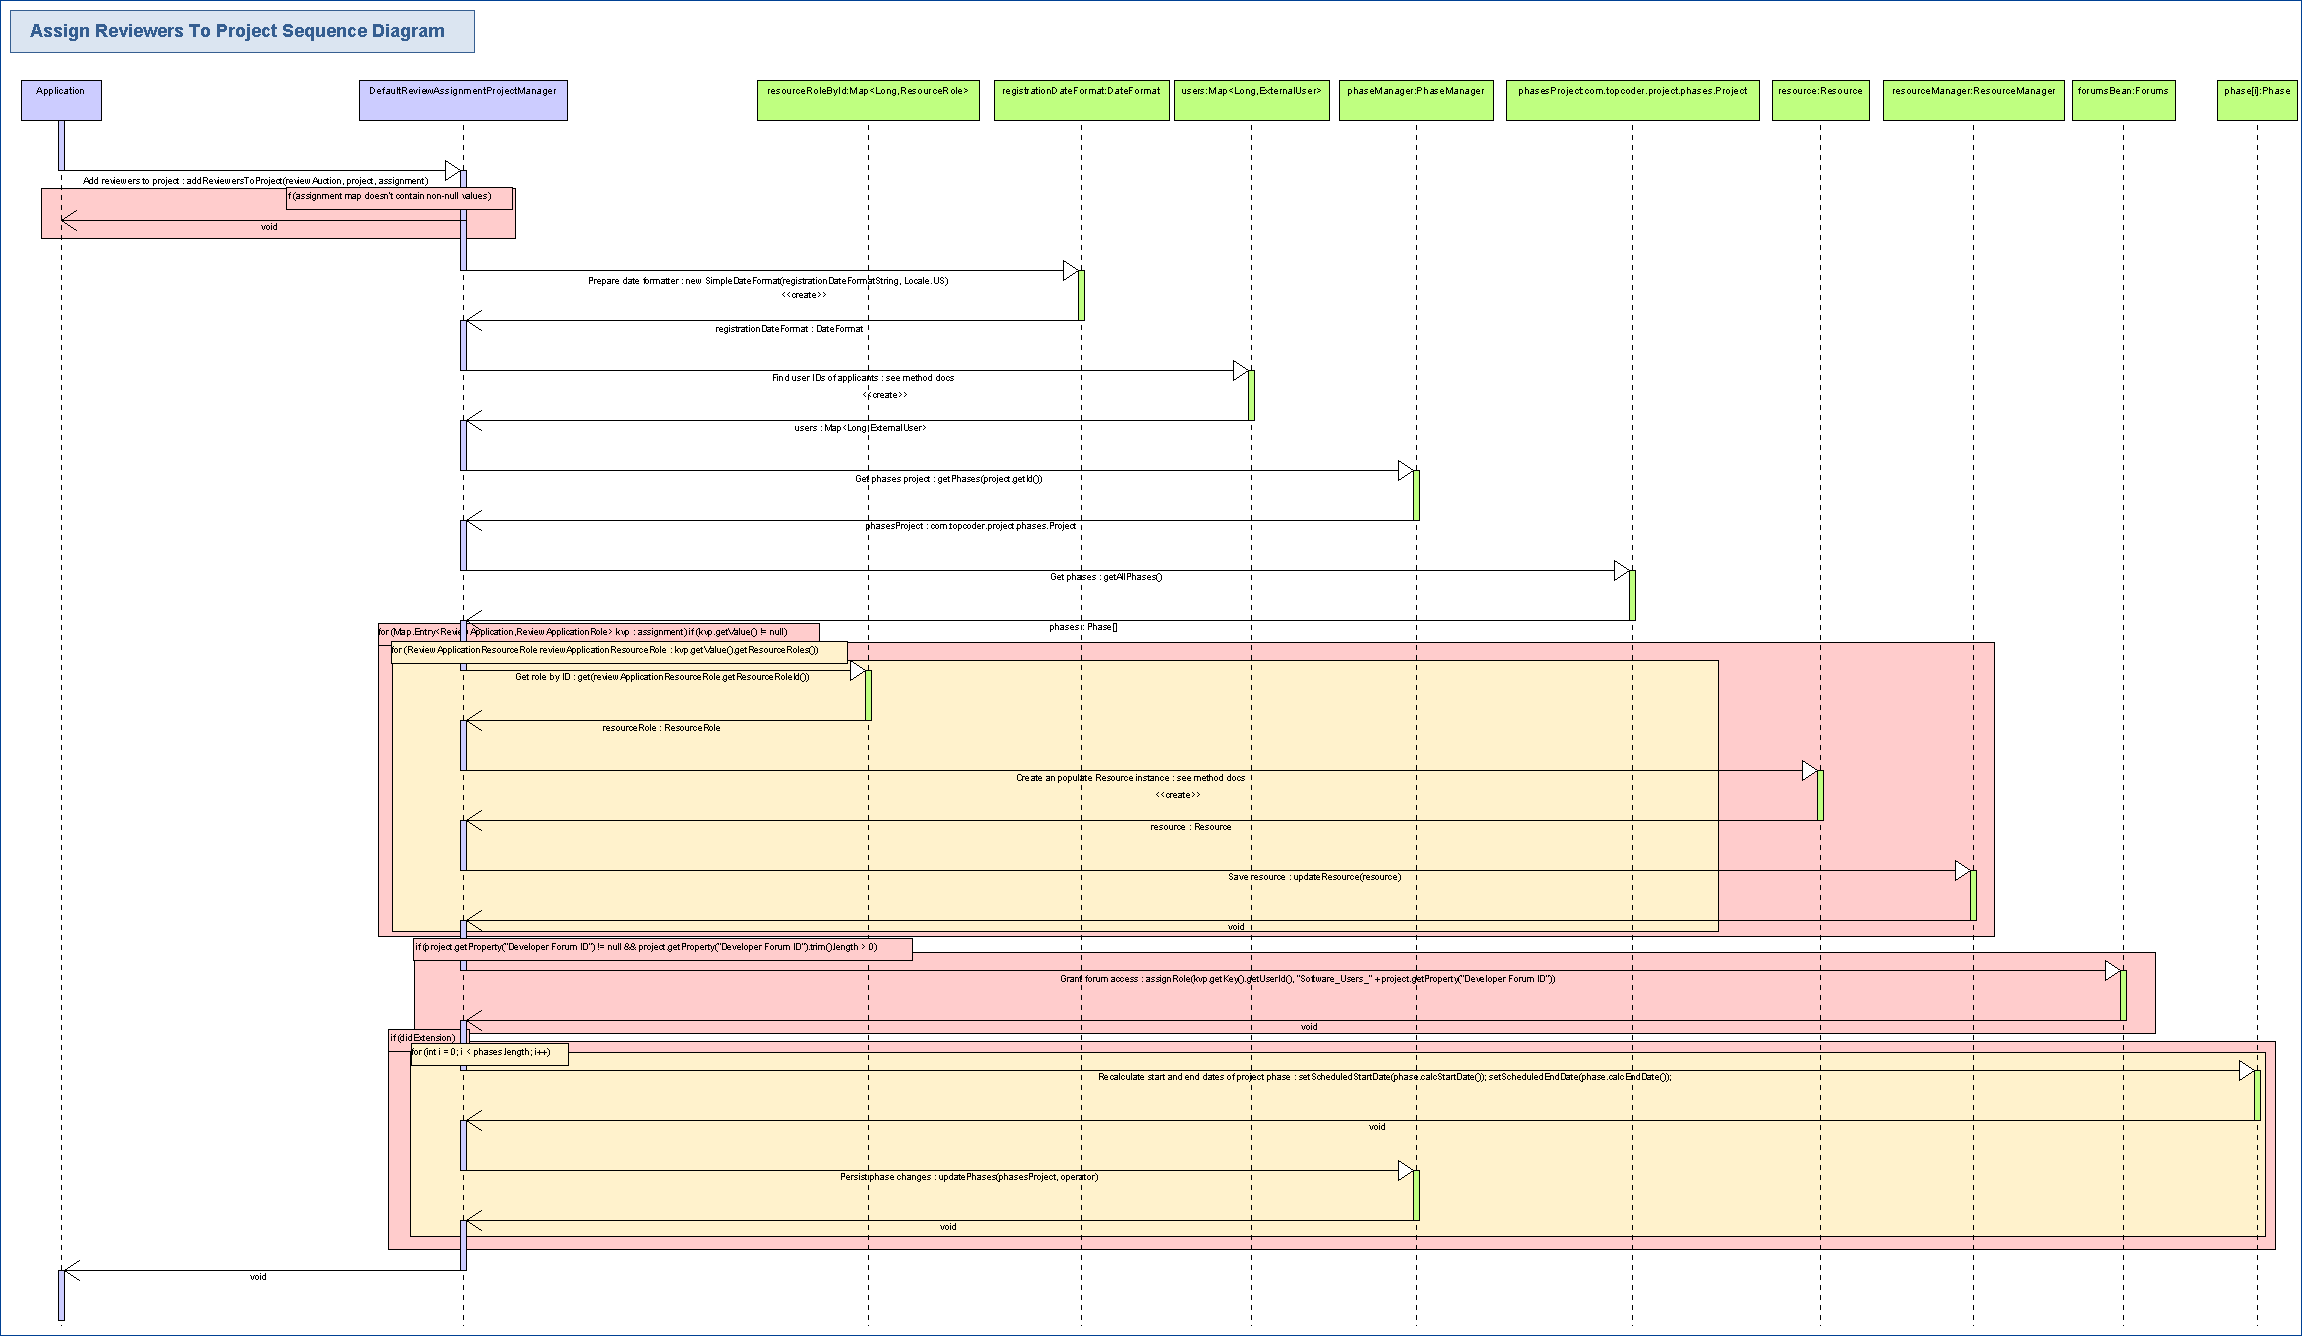 Assign Reviewers To Project Sequence Diagram
Application
DefaultReviewAssignmentProjectManager
resourceRoleById:Map<Long,ResourceRole>
registrationDateFormat:DateFormat
users:Map<Long,ExternalUser>
phaseManager:PhaseManager
phasesProject:com.topcoder.project.phases.Project
resource:Resource
resourceManager:ResourceManager
forumsBean:Forums
phase[i]:Phase
Add reviewers to project : addReviewersToProject(reviewAuction, project, assignment)
if (assignment map doesn't contain non-null values)
void
Prepare date formatter : new SimpleDateFormat(registrationDateFormatString, Locale.US)
<<create>>
registrationDateFormat : DateFormat
Find user IDs of applicants : see method docs
<<create>>
users : Map<Long,ExternalUser>
Get phases project : getPhases(project.getId())
phasesProject : com.topcoder.project.phases.Project
Get phases : getAllPhases()
phases : Phase[]
for (Map.Entry<ReviewApplication,ReviewApplicationRole> kvp : assignment) if (kvp.getValue() != null)
for (ReviewApplicationResourceRole reviewApplicationResourceRole : kvp.getValue().getResourceRoles())
Get role by ID : get(reviewApplicationResourceRole.getResourceRoleId())
resourceRole : ResourceRole
Create an populate Resource instance : see method docs
<<create>>
resource : Resource
Save resource : updateResource(resource)
void
if (project.getProperty("Developer Forum ID") != null && project.getProperty("Developer Forum ID").trim().length > 0)
Grant forum access : assignRole(kvp.getKey().getUserId(), "Software_Users_" + project.getProperty("Developer Forum ID"))
void
if (didExtension)
for (int i = 0; i < phases.length; i++)
Recalculate start and end dates of project phase : setScheduledStartDate(phase.calcStartDate()); setScheduledEndDate(phase.calcEndDate());
void
Persist phase changes : updatePhases(phasesProject, operator)
void
void